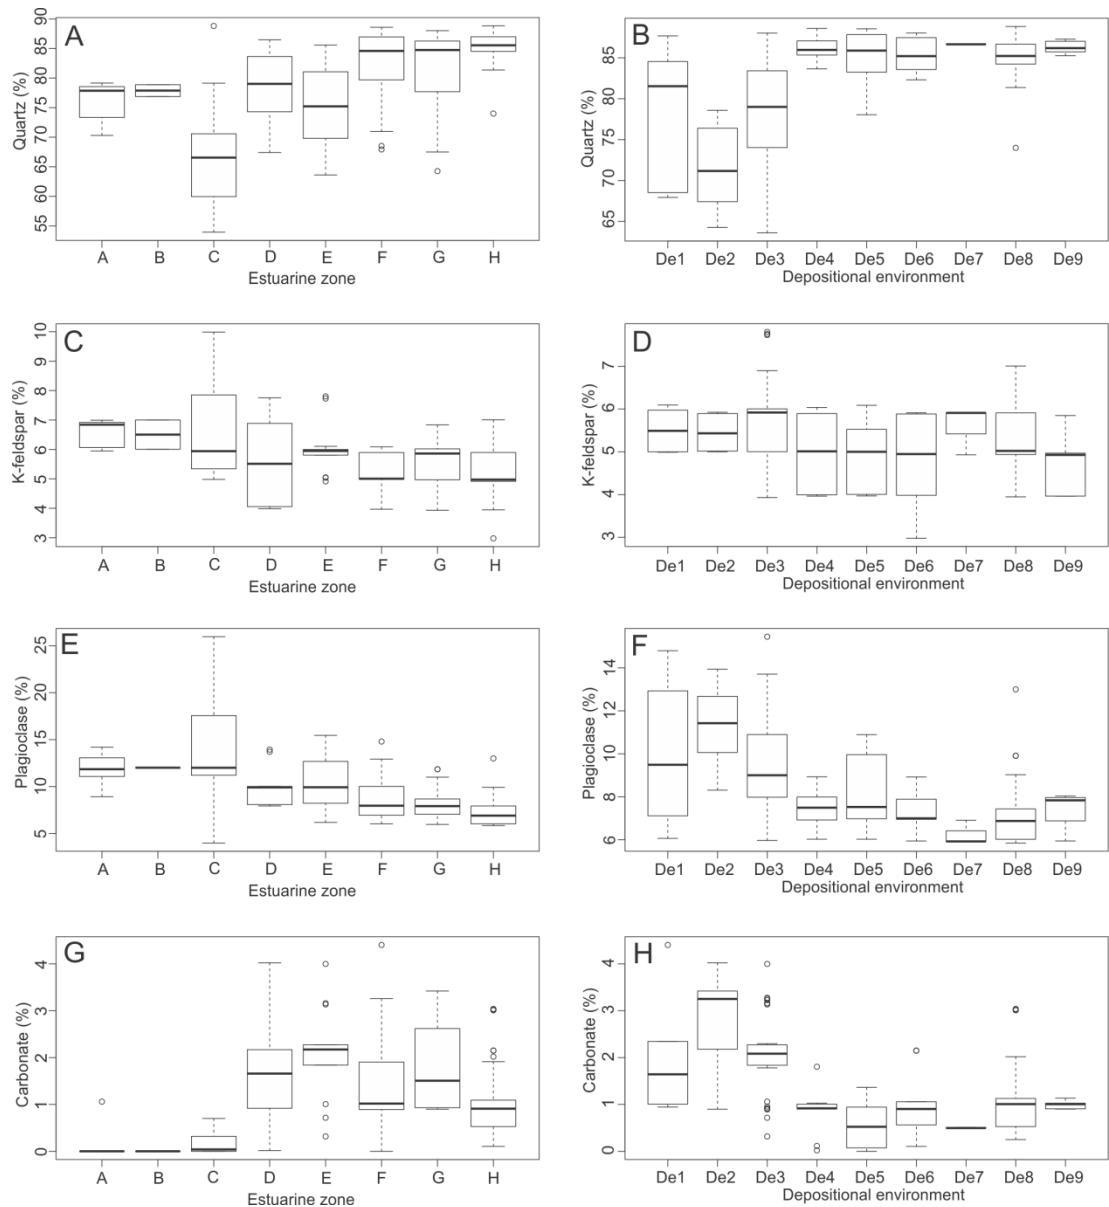 A
Quartz (%)
90
85
80
75
70
65
60
55
A B C D E F G H
Estuarine zone
B
Quartz (%)
85
80
75
70
65
De1 De2 De3 De4 De5 De6 De7 De8 De9
Depositional environment
C
K-feldspar (%)
10
9
8
7
6
5
4
3
A B C D E F G H
Estuarine zone
D
K-feldspar (%)
7
6
5
4
3
De1 De2 De3 De4 De5 De6 De7 De8 De9
Depositional environment
E
Plagioclase (%)
25
20
15
10
5
A B C D E F G H
Estuarine zone
F
Plagioclase (%)
14
12
10
8
6
De1 De2 De3 De4 De5 De6 De7 De8 De9
Depositional environment
G
Carbonate (%)
4
3
2
1
0
A B C D E F G H
Estuarine zone
H
Carbonate (%)
4
3
2
1
0
De1 De2 De3 De4 De5 De6 De7 De8 De9
Depositional environment